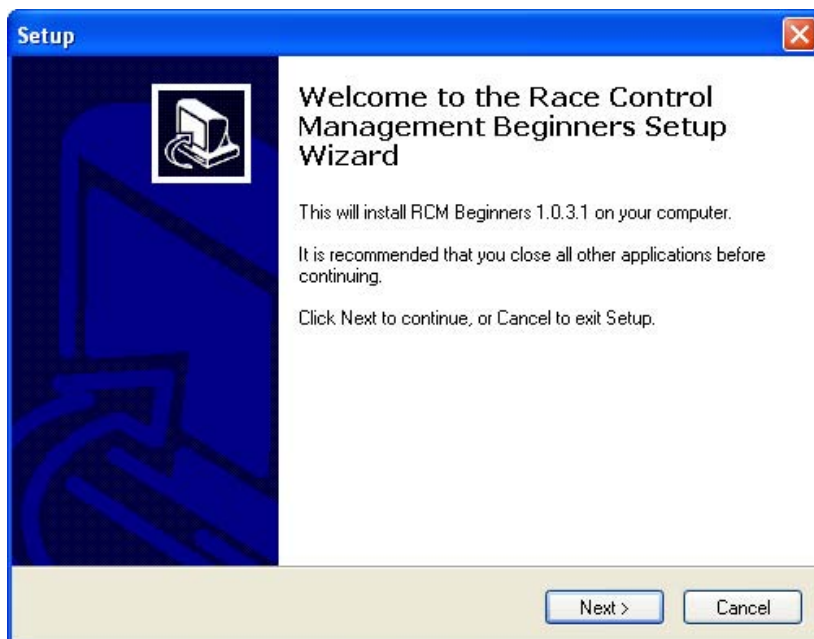 Setup
Welcome to the Race Control
Management Beginners Setup
Wizard
This will install RCM Beginners 1.0.3.1 on your computer.
It is recommended that you close all other applications before
continuing.
Click Next to continue, or Cancel to exit Setup.
Next >
Cancel